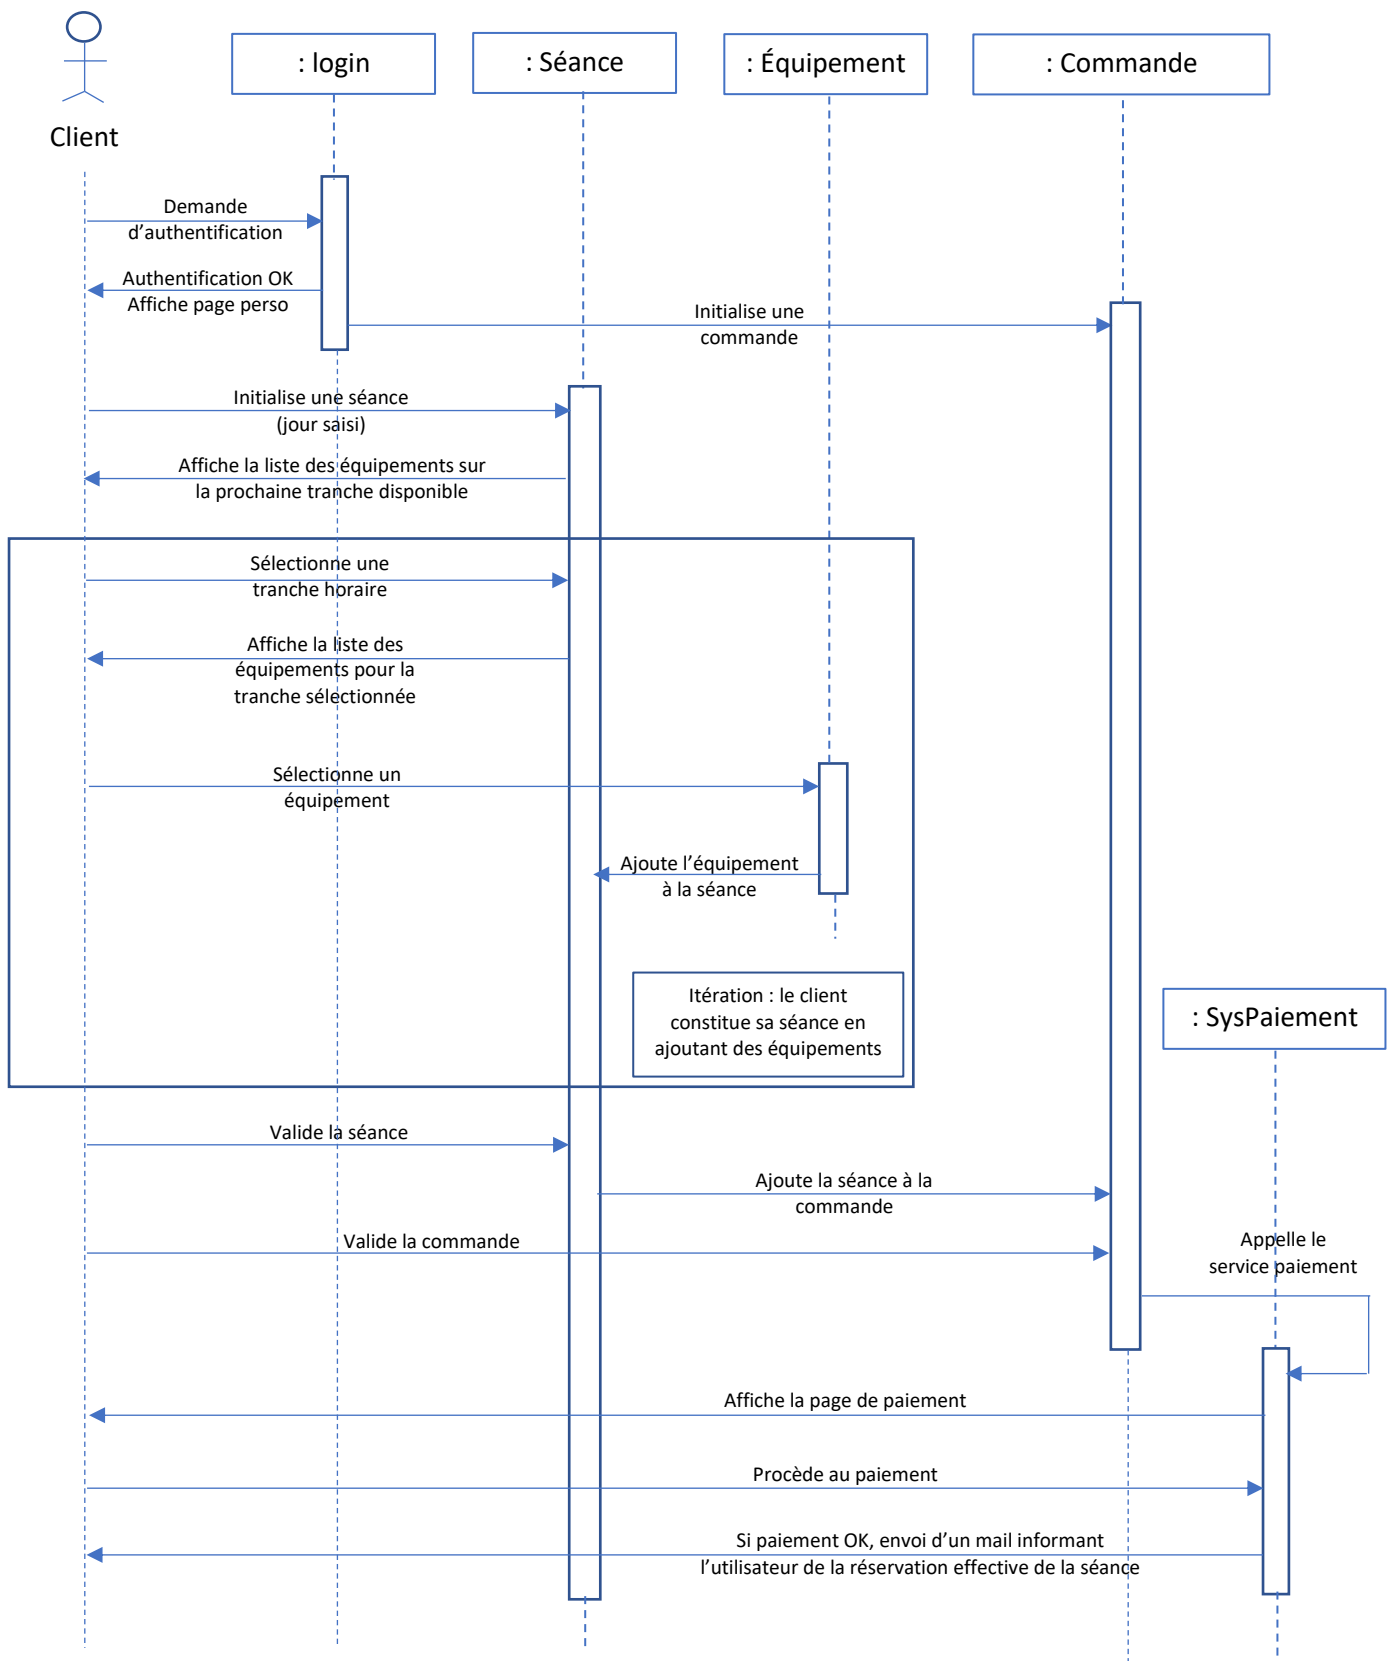 : login
: Séance
: Équipement
: Commande
Client
Demande
d’authentification
Authentification OK
Affiche page perso
Initialise une
commande
Initialise une séance
(jour saisi)
Affiche la liste des équipements sur
la prochaine tranche disponible
Sélectionne une
tranche horaire
Affiche la liste des
équipements pour la
tranche sélectionnée
Sélectionne un
équipement
Ajoute l’équipement
à la séance
Itération : le client
constitue sa séance en
ajoutant des équipements
: SysPaiement
Valide la séance
Ajoute la séance à la
commande
Valide la commande
Appelle le
service paiement
Affiche la page de paiement
Procède au paiement
Si paiement OK, envoi d’un mail informant
l’utilisateur de la réservation effective de la séance